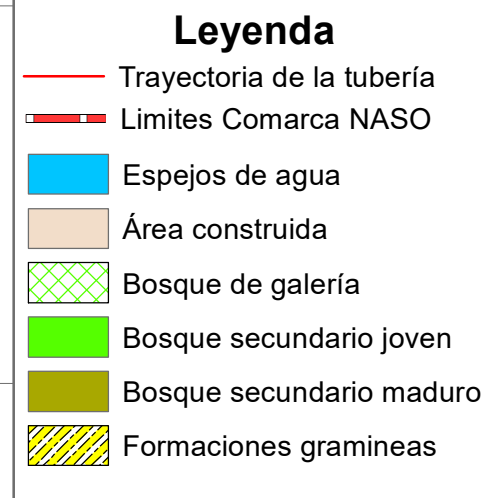 Leyenda
Trayectoria de la tubería
Limites Comarca NASO
Espejos de agua
Área construida
Bosque de galería
Bosque secundario joven
Bosque secundario maduro
Formaciones gramineas